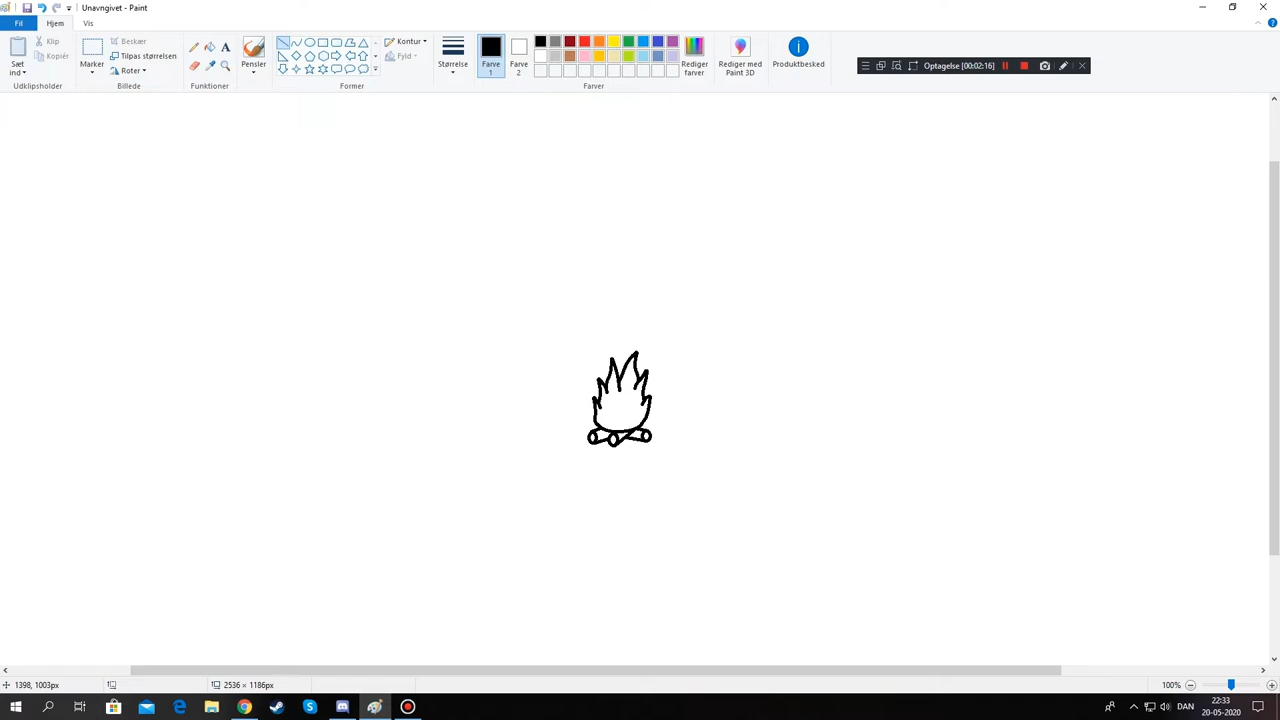 Unavngivet - Paint
Fil Hjem Vis
Optagelse [00:02:16]
Sæt ind
Klip
Kopiér
Udklipsholder
Marker
Beskær
Tilpas størrelsen
Roter
Billede
A
Funktioner
Pensler
Kontur
Fyld
Former
Størrelse
Farve 1
Farve 2
Rediger farver
Farver
Rediger med Paint 3D
Produktbesked
1398, 1003px
2536 × 1186px
100%
DAN
22:33
20-05-2020